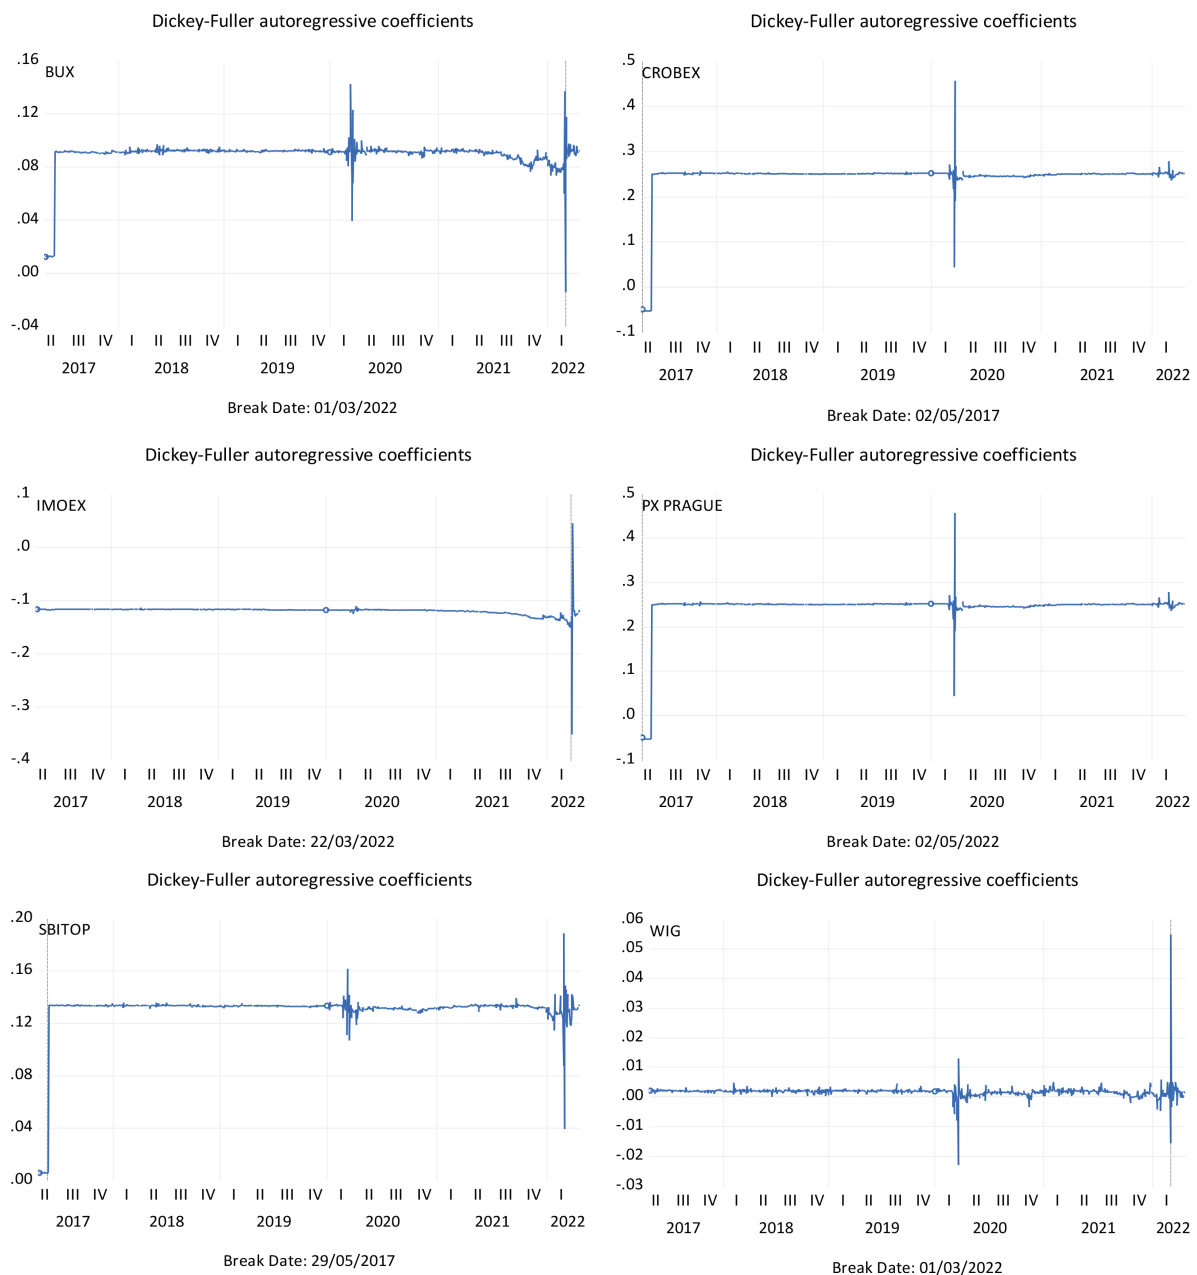 Dickey-Fuller autoregressive coefficients
BUX
.16
.12
.08
.04
.00
-.04
II III IV I II III IV I II III IV I II III IV I II III IV I
2017 2018 2019 2020 2021 2022
Break Date: 01/03/2022
Dickey-Fuller autoregressive coefficients
CROBEX
.5
.4
.3
.2
.1
.0
-.1
II III IV I II III IV I II III IV I II III IV I II III IV I
2017 2018 2019 2020 2021 2022
Break Date: 02/05/2017
Dickey-Fuller autoregressive coefficients
IMOEX
.1
.0
-.1
-.2
-.3
-.4
II III IV I II III IV I II III IV I II III IV I II III IV I
2017 2018 2019 2020 2021 2022
Break Date: 22/03/2022
Dickey-Fuller autoregressive coefficients
PX PRAGUE
.5
.4
.3
.2
.1
.0
-.1
II III IV I II III IV I II III IV I II III IV I II III IV I
2017 2018 2019 2020 2021 2022
Break Date: 02/05/2022
Dickey-Fuller autoregressive coefficients
SBITOP
.20
.16
.12
.08
.04
.00
II III IV I II III IV I II III IV I II III IV I II III IV I
2017 2018 2019 2020 2021 2022
Break Date: 29/05/2017
Dickey-Fuller autoregressive coefficients
WIG
.06
.05
.04
.03
.02
.01
.00
-.01
-.02
-.03
II III IV I II III IV I II III IV I II III IV I II III IV I
2017 2018 2019 2020 2021 2022
Break Date: 01/03/2022